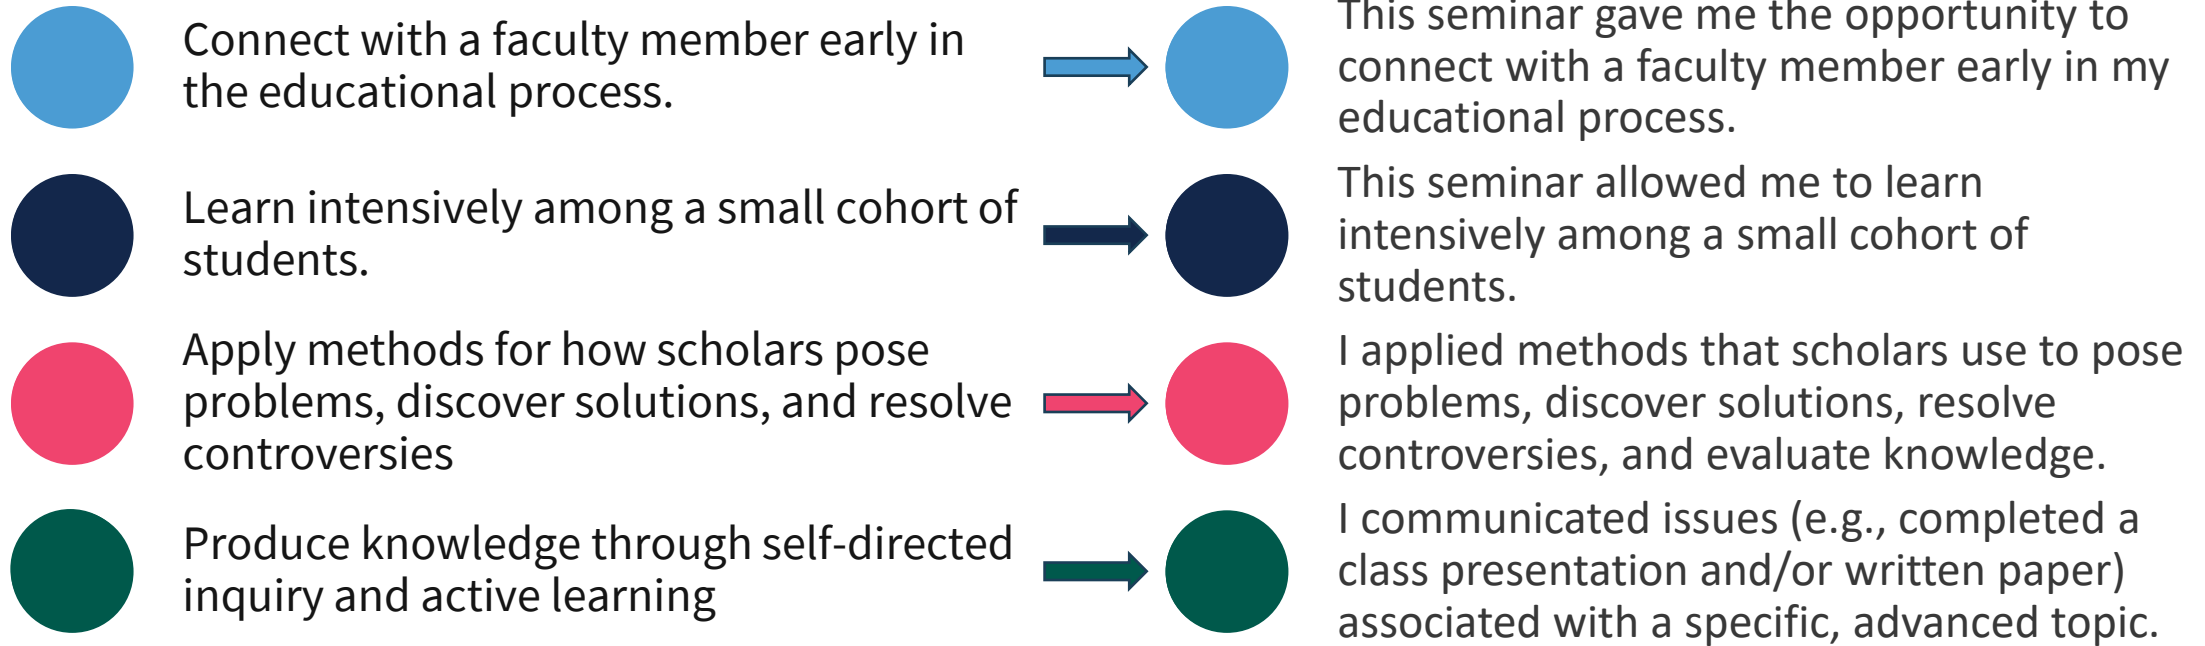 Connect with a faculty member early in
the educational process.
This seminar gave me the opportunity to
connect with a faculty member early in my
educational process.
Learn intensively among a small cohort of
students.
This seminar allowed me to learn
intensively among a small cohort of
students.
Apply methods for how scholars pose
problems, discover solutions, and resolve
controversies
I applied methods that scholars use to pose
problems, discover solutions, resolve
controversies, and evaluate knowledge.
Produce knowledge through self-directed
inquiry and active learning
I communicated issues (e.g., completed a
class presentation and/or written paper)
associated with a specific, advanced topic.